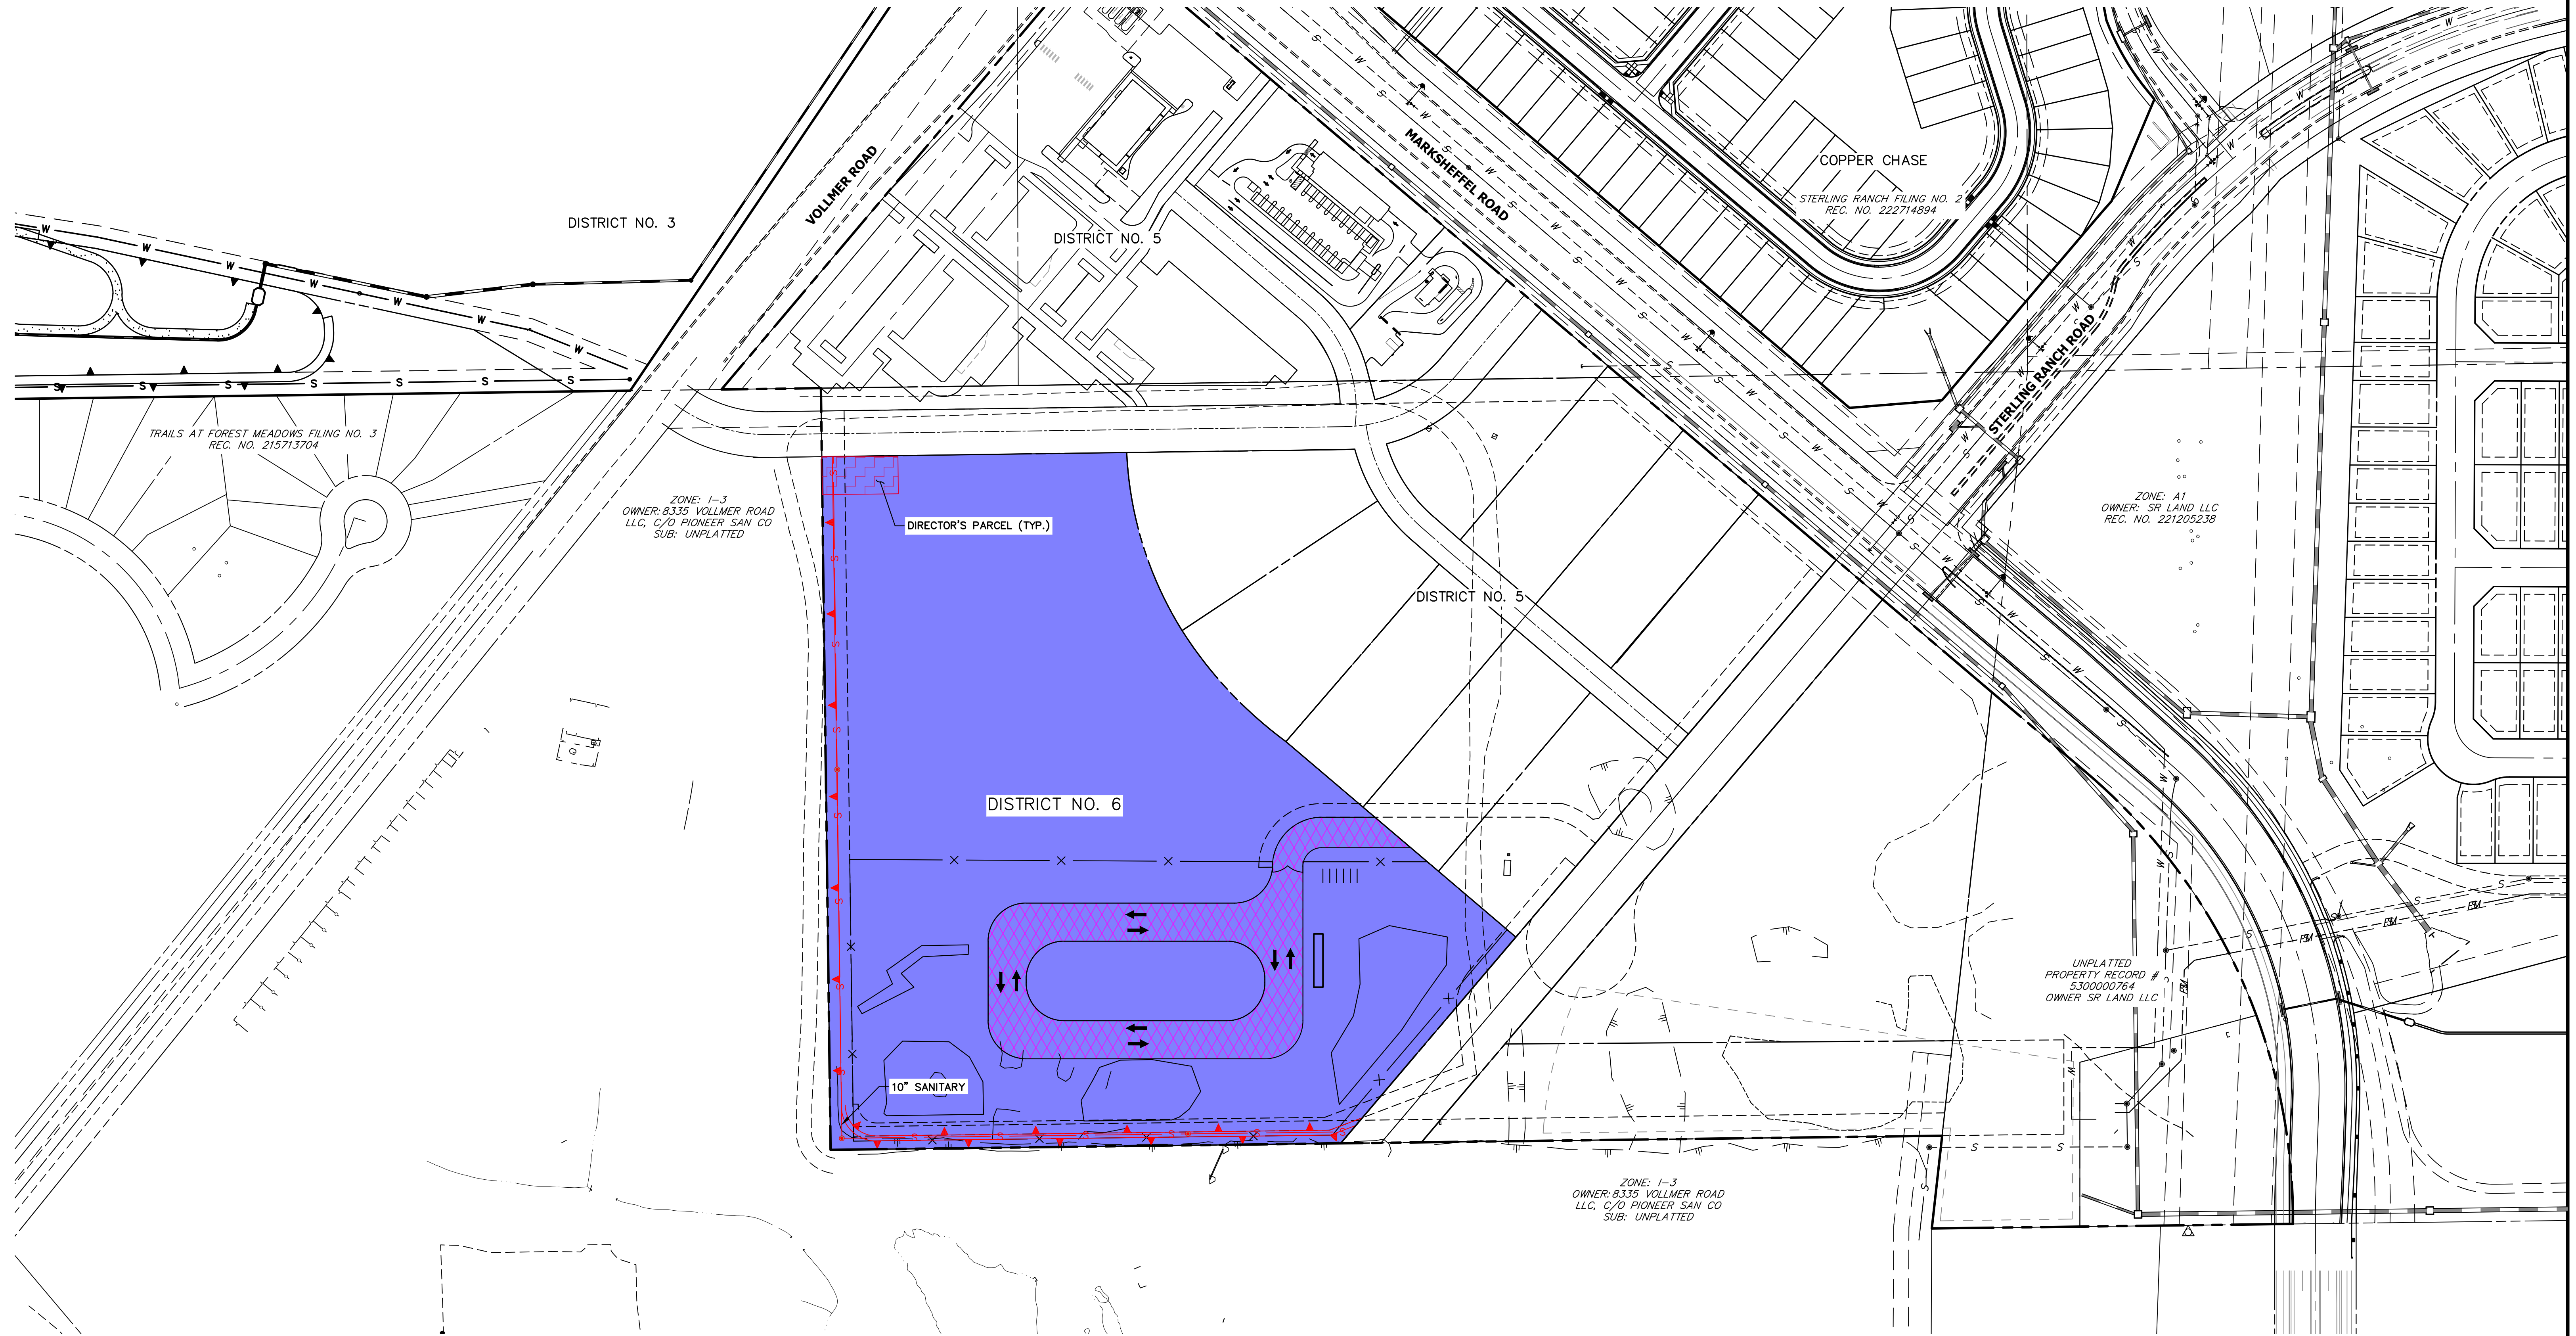 COPPER CHASE
STERLING RANCH FILING NO. 2
REC. NO. 222714894
MARKSHEFFEL ROAD
VOLLMER ROAD
DISTRICT NO. 3
DISTRICT NO. 5
STERLING RANCH ROAD
TRAILS AT FOREST MEADOWS FILING NO. 3
REC. NO. 215713704
ZONE: I-3
OWNER: 8335 VOLLMER ROAD
LLC, C/O PIONEER SAN CO
SUB: UNPLATTED
DIRECTOR'S PARCEL (TYP.)
ZONE: A1
OWNER: SR LAND LLC
REC. NO. 221205238
DISTRICT NO. 5
DISTRICT NO. 6
UNPLATTED
PROPERTY RECORD #
5300000764
OWNER SR LAND LLC
10" SANITARY
ZONE: I-3
OWNER: 8335 VOLLMER ROAD
LLC, C/O PIONEER SAN CO
SUB: UNPLATTED